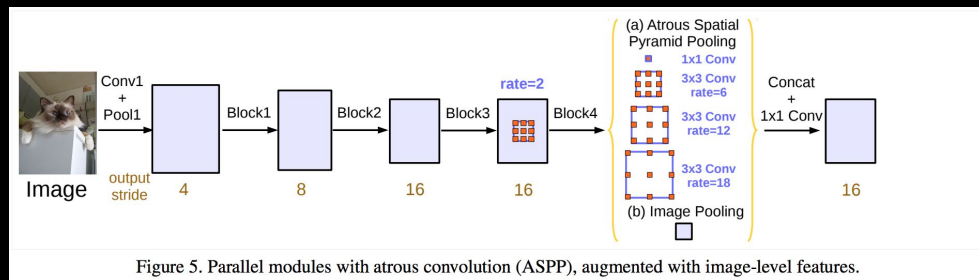 (a) Atrous Spatial
Pyramid Pooling
1x1 Conv
3x3 Conv
rate=6
3x3 Conv
rate=12
3x3 Conv
rate=18
(b) Image Pooling
Conv1
+
Pool1
Block1
Block2
Block3
rate=2
Block4
Concat
+
1x1 Conv
Image
output
stride
4
8
16
16
16
Figure 5. Parallel modules with atrous convolution (ASPP), augmented with image-level features.